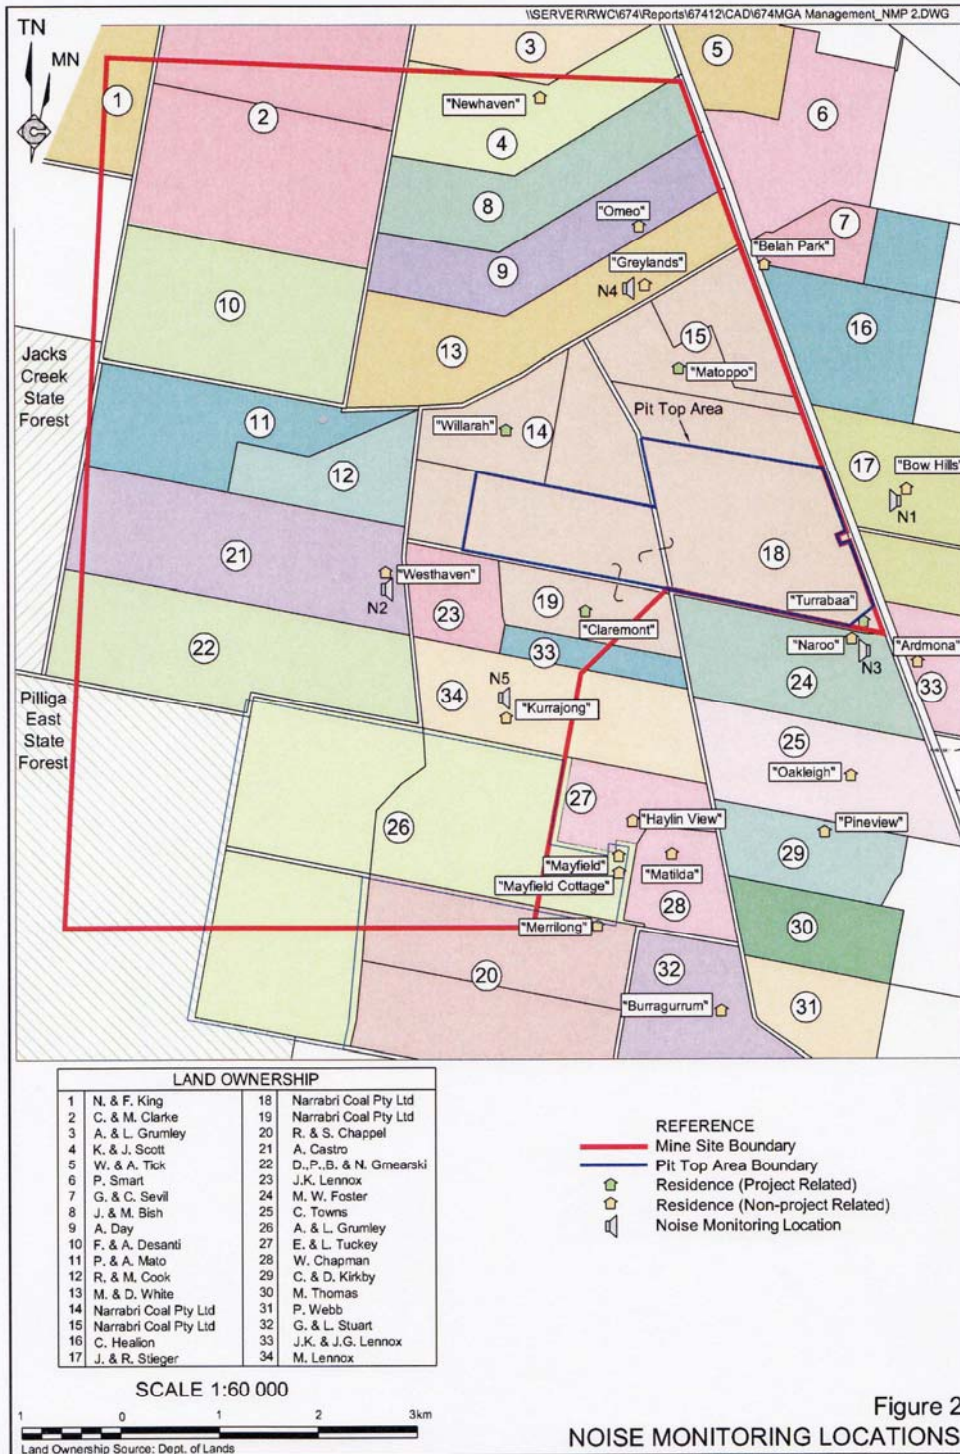 \\SERVER\RWC\674\Reports\67412\CAD\674MGA Management_NMP 2.DWG
TN
MN
1
2
3
"Newhaven"
4
5
6
7
8
"Omeo"
9
"Greylands"
N4
"Belah Park"
10
13
15
16
"Matoppo"
Jacks
Creek
State
Forest
11
"Willarah"
14
Pit Top Area
12
17
"Bow Hills"
N1
21
18
"Westhaven"
N2
23
19
"Claremont"
"Turrabaa"
"Naroo"
N3
"Ardmona"
33
22
33
24
N5
34
"Kurrajong"
Pilliga
East
State
Forest
25
"Oakleigh"
27
26
"Haylin View"
"Pineview"
29
"Mayfield"
"Mayfield Cottage"
"Matilda"
28
"Merrilong"
30
20
32
"Burragurrum"
31
LAND OWNERSHIP
1 N. & F. King 18 Narrabri Coal Pty Ltd
2 C. & M. Clarke 19 Narrabri Coal Pty Ltd
3 A. & L. Grumley 20 R. & S. Chappel
4 K. & J. Scott 21 A. Castro
5 W. & A. Tick 22 D.,P.,B. & N. Gmearski
6 P. Smart 23 J.K. Lennox
7 G. & C. Sevil 24 M. W. Foster
8 J. & M. Bish 25 C. Towns
9 A. Day 26 A. & L. Grumley
10 F. & A. Desanti 27 E. & L. Tuckey
11 P. & A. Mato 28 W. Chapman
12 R. & M. Cook 29 C. & D. Kirkby
13 M. & D. White 30 M. Thomas
14 Narrabri Coal Pty Ltd 31 P. Webb
15 Narrabri Coal Pty Ltd 32 G. & L. Stuart
16 C. Healion 33 J.K. & J.G. Lennox
17 J. & R. Stieger 34 M. Lennox
REFERENCE
Mine Site Boundary
Pit Top Area Boundary
Residence (Project Related)
Residence (Non-project Related)
Noise Monitoring Location
SCALE 1:60 000
1 0 1 2 3km
Land Ownership Source: Dept. of Lands
Figure 2
NOISE MONITORING LOCATIONS